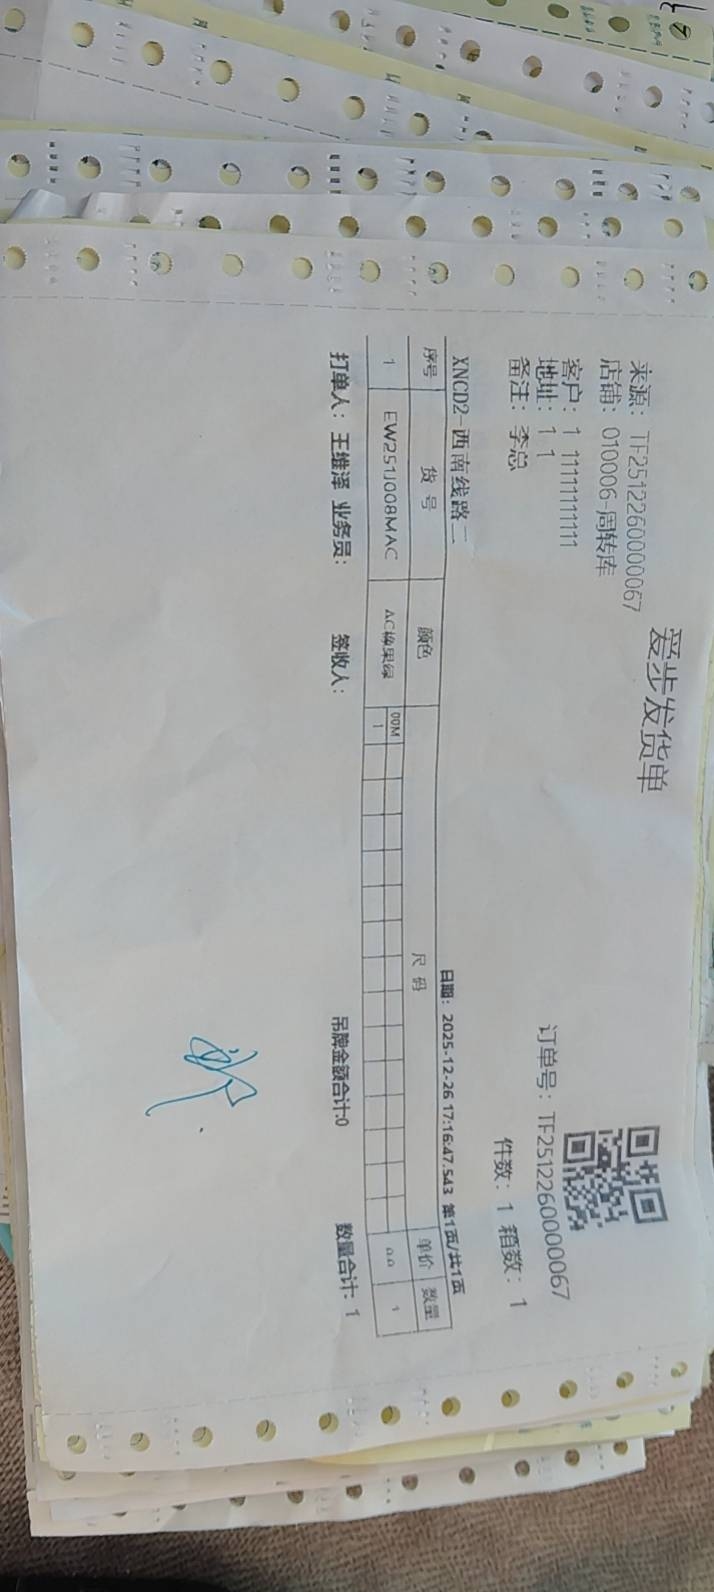 爱步发货单
来源：TF2512260000067
店铺：010006-周转库
订单号：TF2512260000067
客户：1 11111111111
地址：1 1
件数：1 箱数：1
备注：李总
XNCD2-西南线路二 日期：2025-12-26 17:16:47.543 第1页/共1页
序号 货号 颜色 尺码 单价 数量
00M
1 EW251J008MAC AC橡果绿 1 0.0 1
打单人：王维泽 业务员： 签收人： 吊牌金额合计:0 数量合计：1